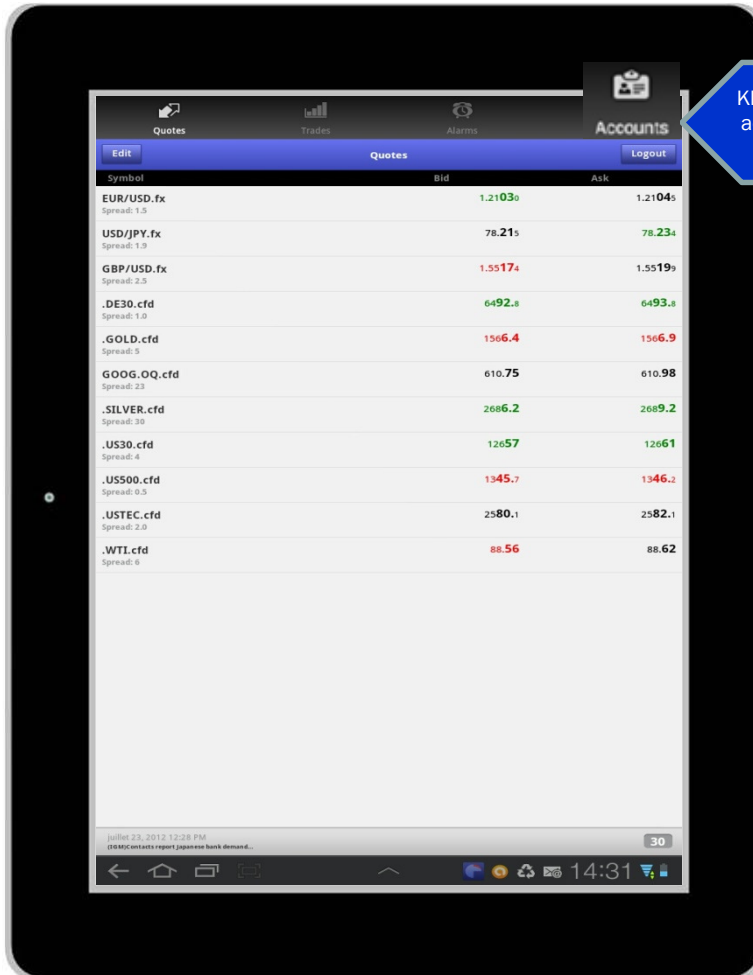 Quotes Trades Alarms Accounts
Edit Quotes Logout
Symbol Bid Ask
EUR/USD.fx 1.21030 1.21045
Spread: 1.5
USD/JPY.fx 78.215 78.234
Spread: 1.9
GBP/USD.fx 1.55174 1.55199
Spread: 2.5
.DE30.cfd 6492.8 6493.8
Spread: 1.0
.GOLD.cfd 1566.4 1566.9
Spread: 5
GOOG.OQ.cfd 610.75 610.98
Spread: 23
.SILVER.cfd 2686.2 2689.2
Spread: 30
.US30.cfd 12657 12661
Spread: 4
.US500.cfd 1345.7 1346.2
Spread: 0.5
.USTEC.cfd 2580.1 2582.1
Spread: 2.0
.WTI.cfd 88.56 88.62
Spread: 6
juillet 23, 2012 12:28 PM
(IGM)Contacts report Japanese bank demand... 30
14:31